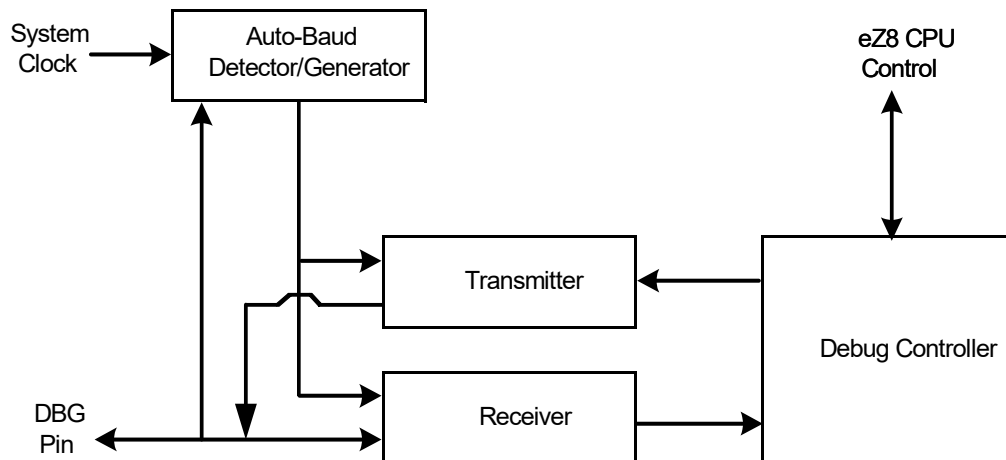 System
Clock
Auto-Baud
Detector/Generator
eZ8 CPU
Control
Transmitter
Debug Controller
Receiver
DBG
Pin